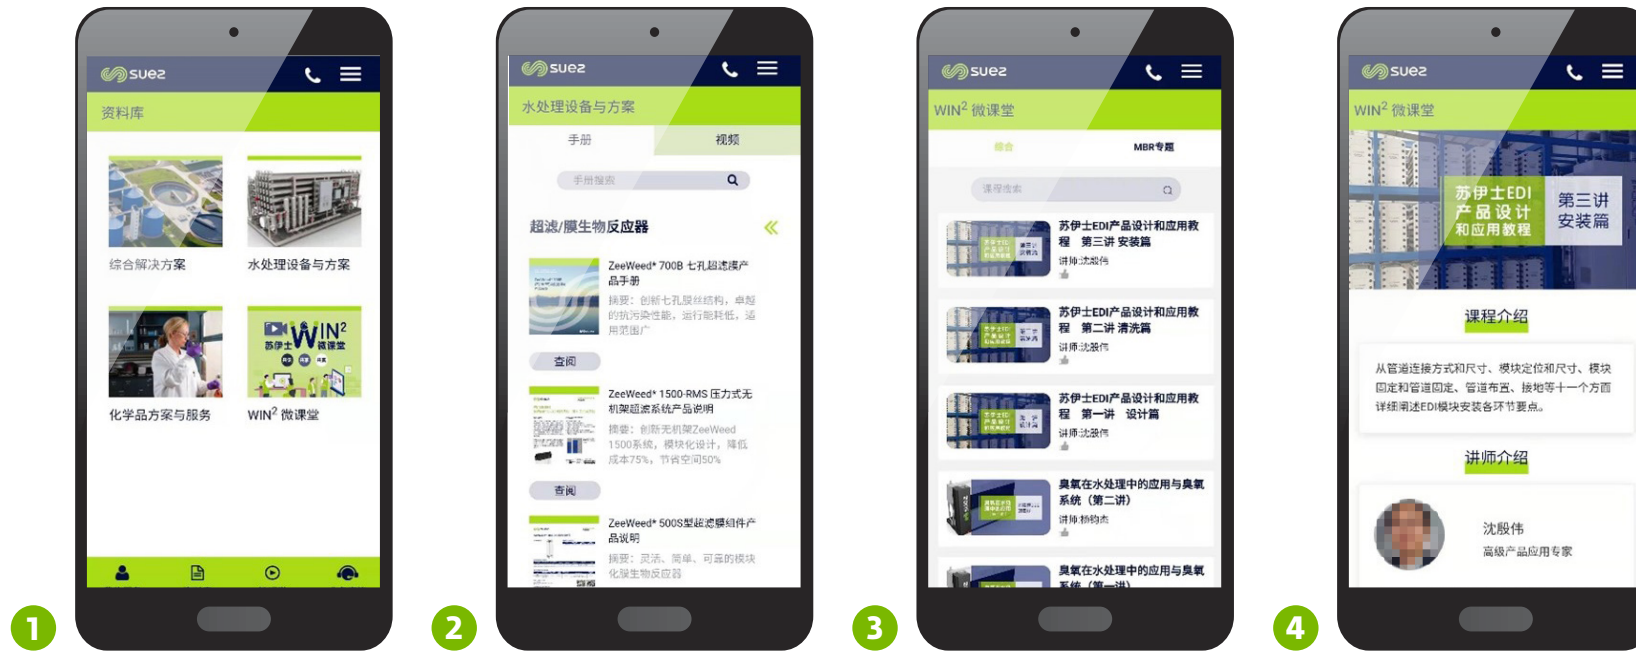 suez
资料库
综合解决方案
水处理设备与方案
WIN²
苏伊士 微课堂
化学品方案与服务
WIN² 微课堂
1
suez
水处理设备与方案
手册
视频
手册搜索
超滤/膜生物反应器
ZeeWeed* 700B 七孔超滤膜产
品手册
摘要：创新七孔膜丝结构，卓越
的抗污染性能，运行能耗低，适
用范围广
查阅
ZeeWeed* 1500-RMS 压力式无
机架超滤系统产品说明
摘要：创新无机架ZeeWeed
1500系统，模块化设计，降低
成本75%，节省空间50%
查阅
ZeeWeed* 500S型超滤膜组件产
品说明
摘要：灵活、简单、可靠的模块
化膜生物反应器
2
suez
WIN² 微课堂
综合
MBR专题
课程搜索
苏伊士EDI产品设计和应用教
程 第三讲 安装篇
讲师:沈殷伟
苏伊士EDI产品设计和应用教
程 第二讲 清洗篇
讲师:沈殷伟
苏伊士EDI产品设计和应用教
程 第一讲 设计篇
讲师:沈殷伟
臭氧在水处理中的应用与臭氧
系统（第二讲）
讲师:杨钧杰
臭氧在水处理中的应用与臭氧
系统（第一讲）
3
suez
WIN² 微课堂
苏伊士EDI
产品设计
和应用教程
第三讲
安装篇
课程介绍
从管道连接方式和尺寸、模块定位和尺寸、模块
固定和管道固定、管道布置、接地等十一个方面
详细阐述EDI模块安装各环节要点。
讲师介绍
沈殷伟
高级产品应用专家
4